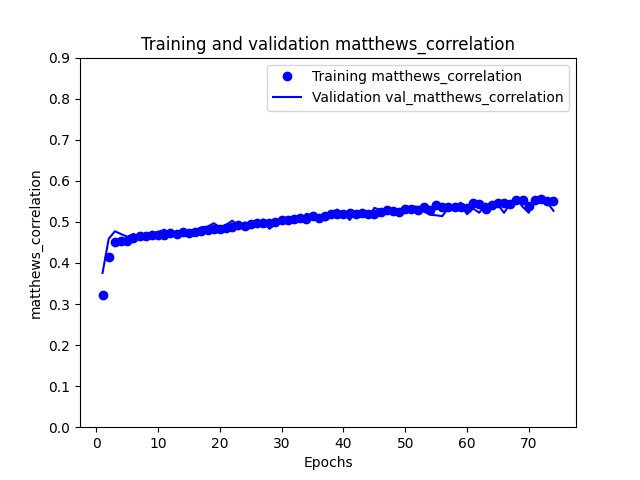 Training and validation matthews_correlation
Training matthews_correlation
Validation val_matthews_correlation
matthews_correlation
0.9
0.8
0.7
0.6
0.5
0.4
0.3
0.2
0.1
0.0
0 10 20 30 40 50 60 70
Epochs